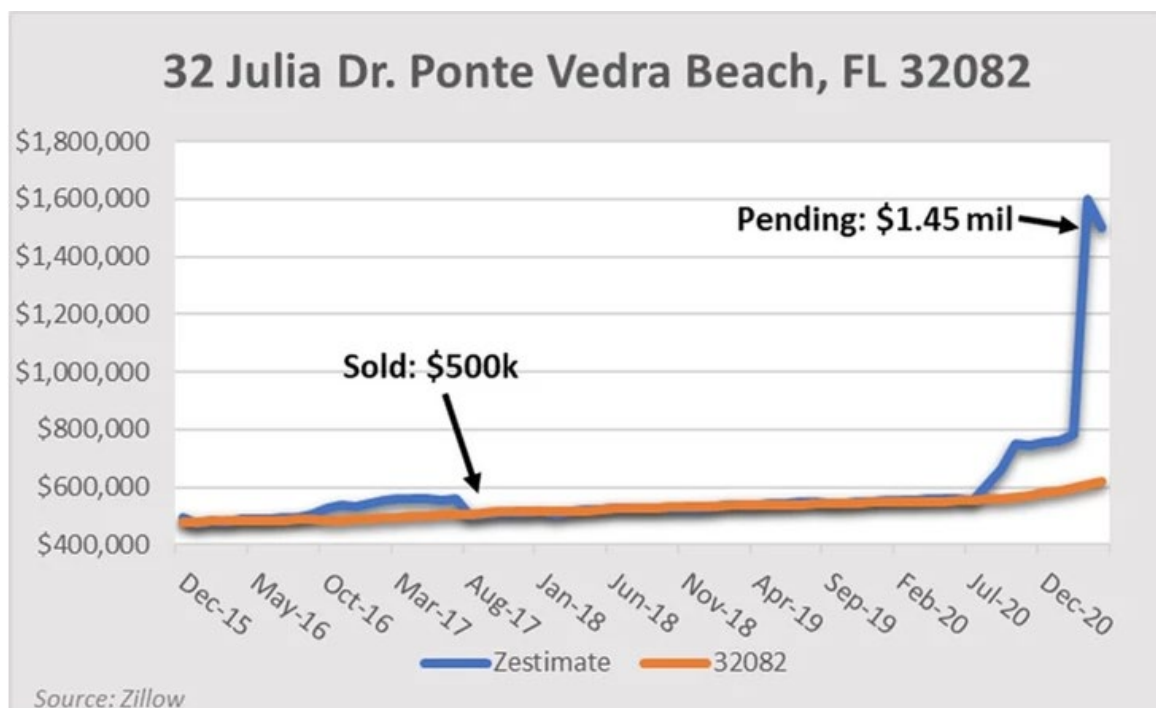 32 Julia Dr. Ponte Vedra Beach, FL 32082
$1,800,000
$1,600,000
$1,400,000
$1,200,000
$1,000,000
$800,000
$600,000
$400,000
Pending: $1.45 mil
Sold: $500k
Dec-15
May-16
Oct-16
Mar-17
Aug-17
Jan-18
Jun-18
Nov-18
Apr-19
Sep-19
Feb-20
Jul-20
Dec-20
Zestimate
32082
Source: Zillow